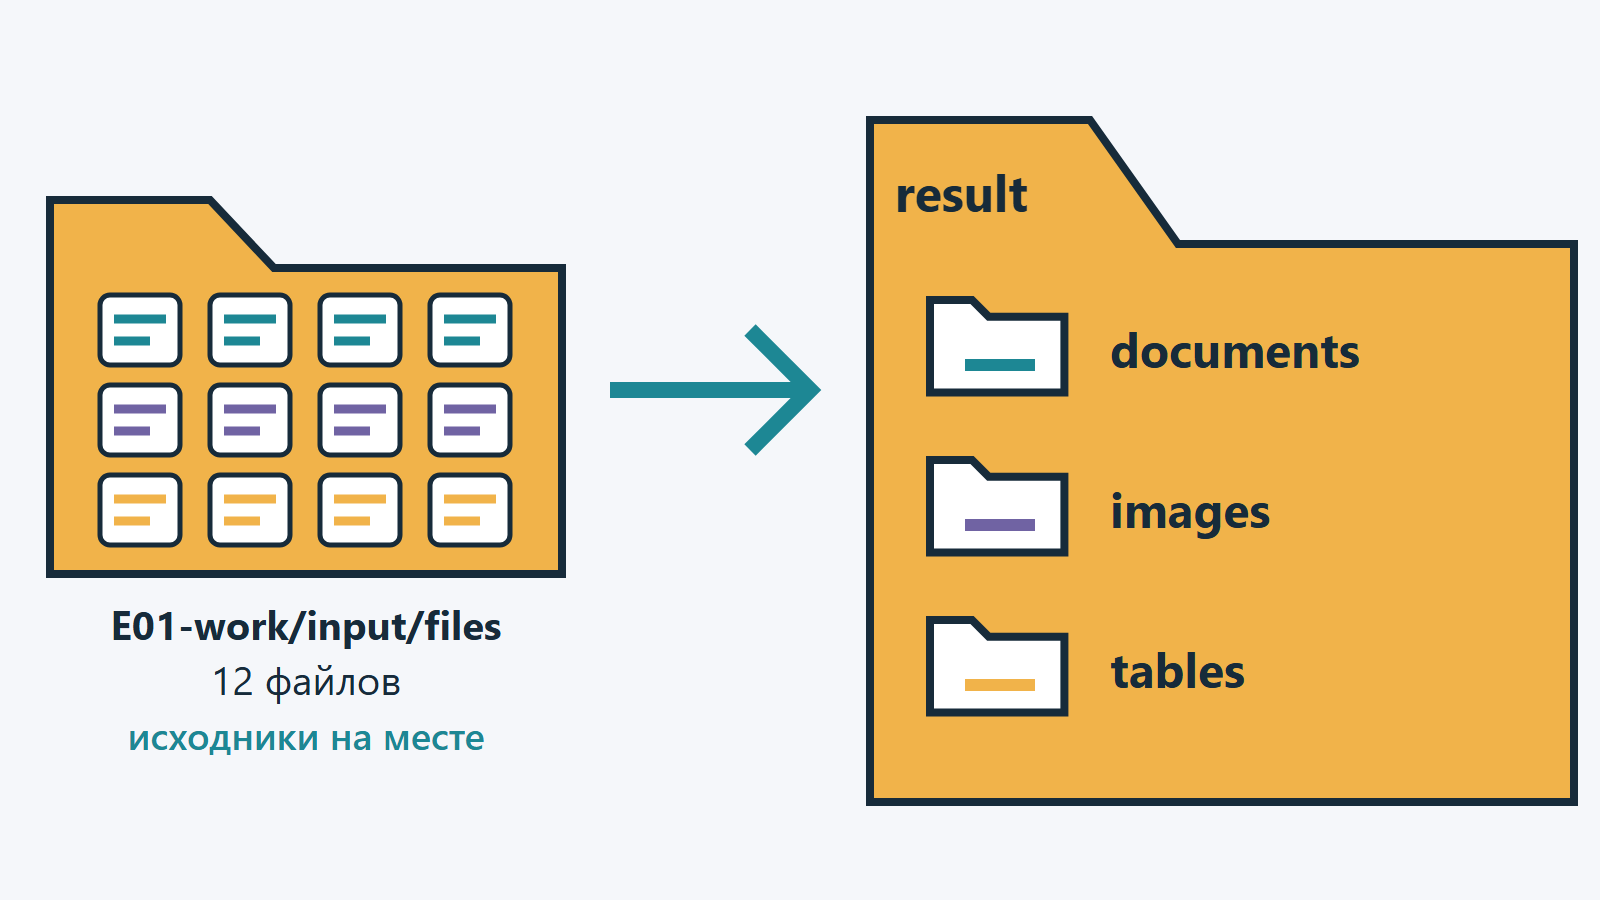 E01-work/input/files
12 файлов
исходники на месте
result
documents
images
tables